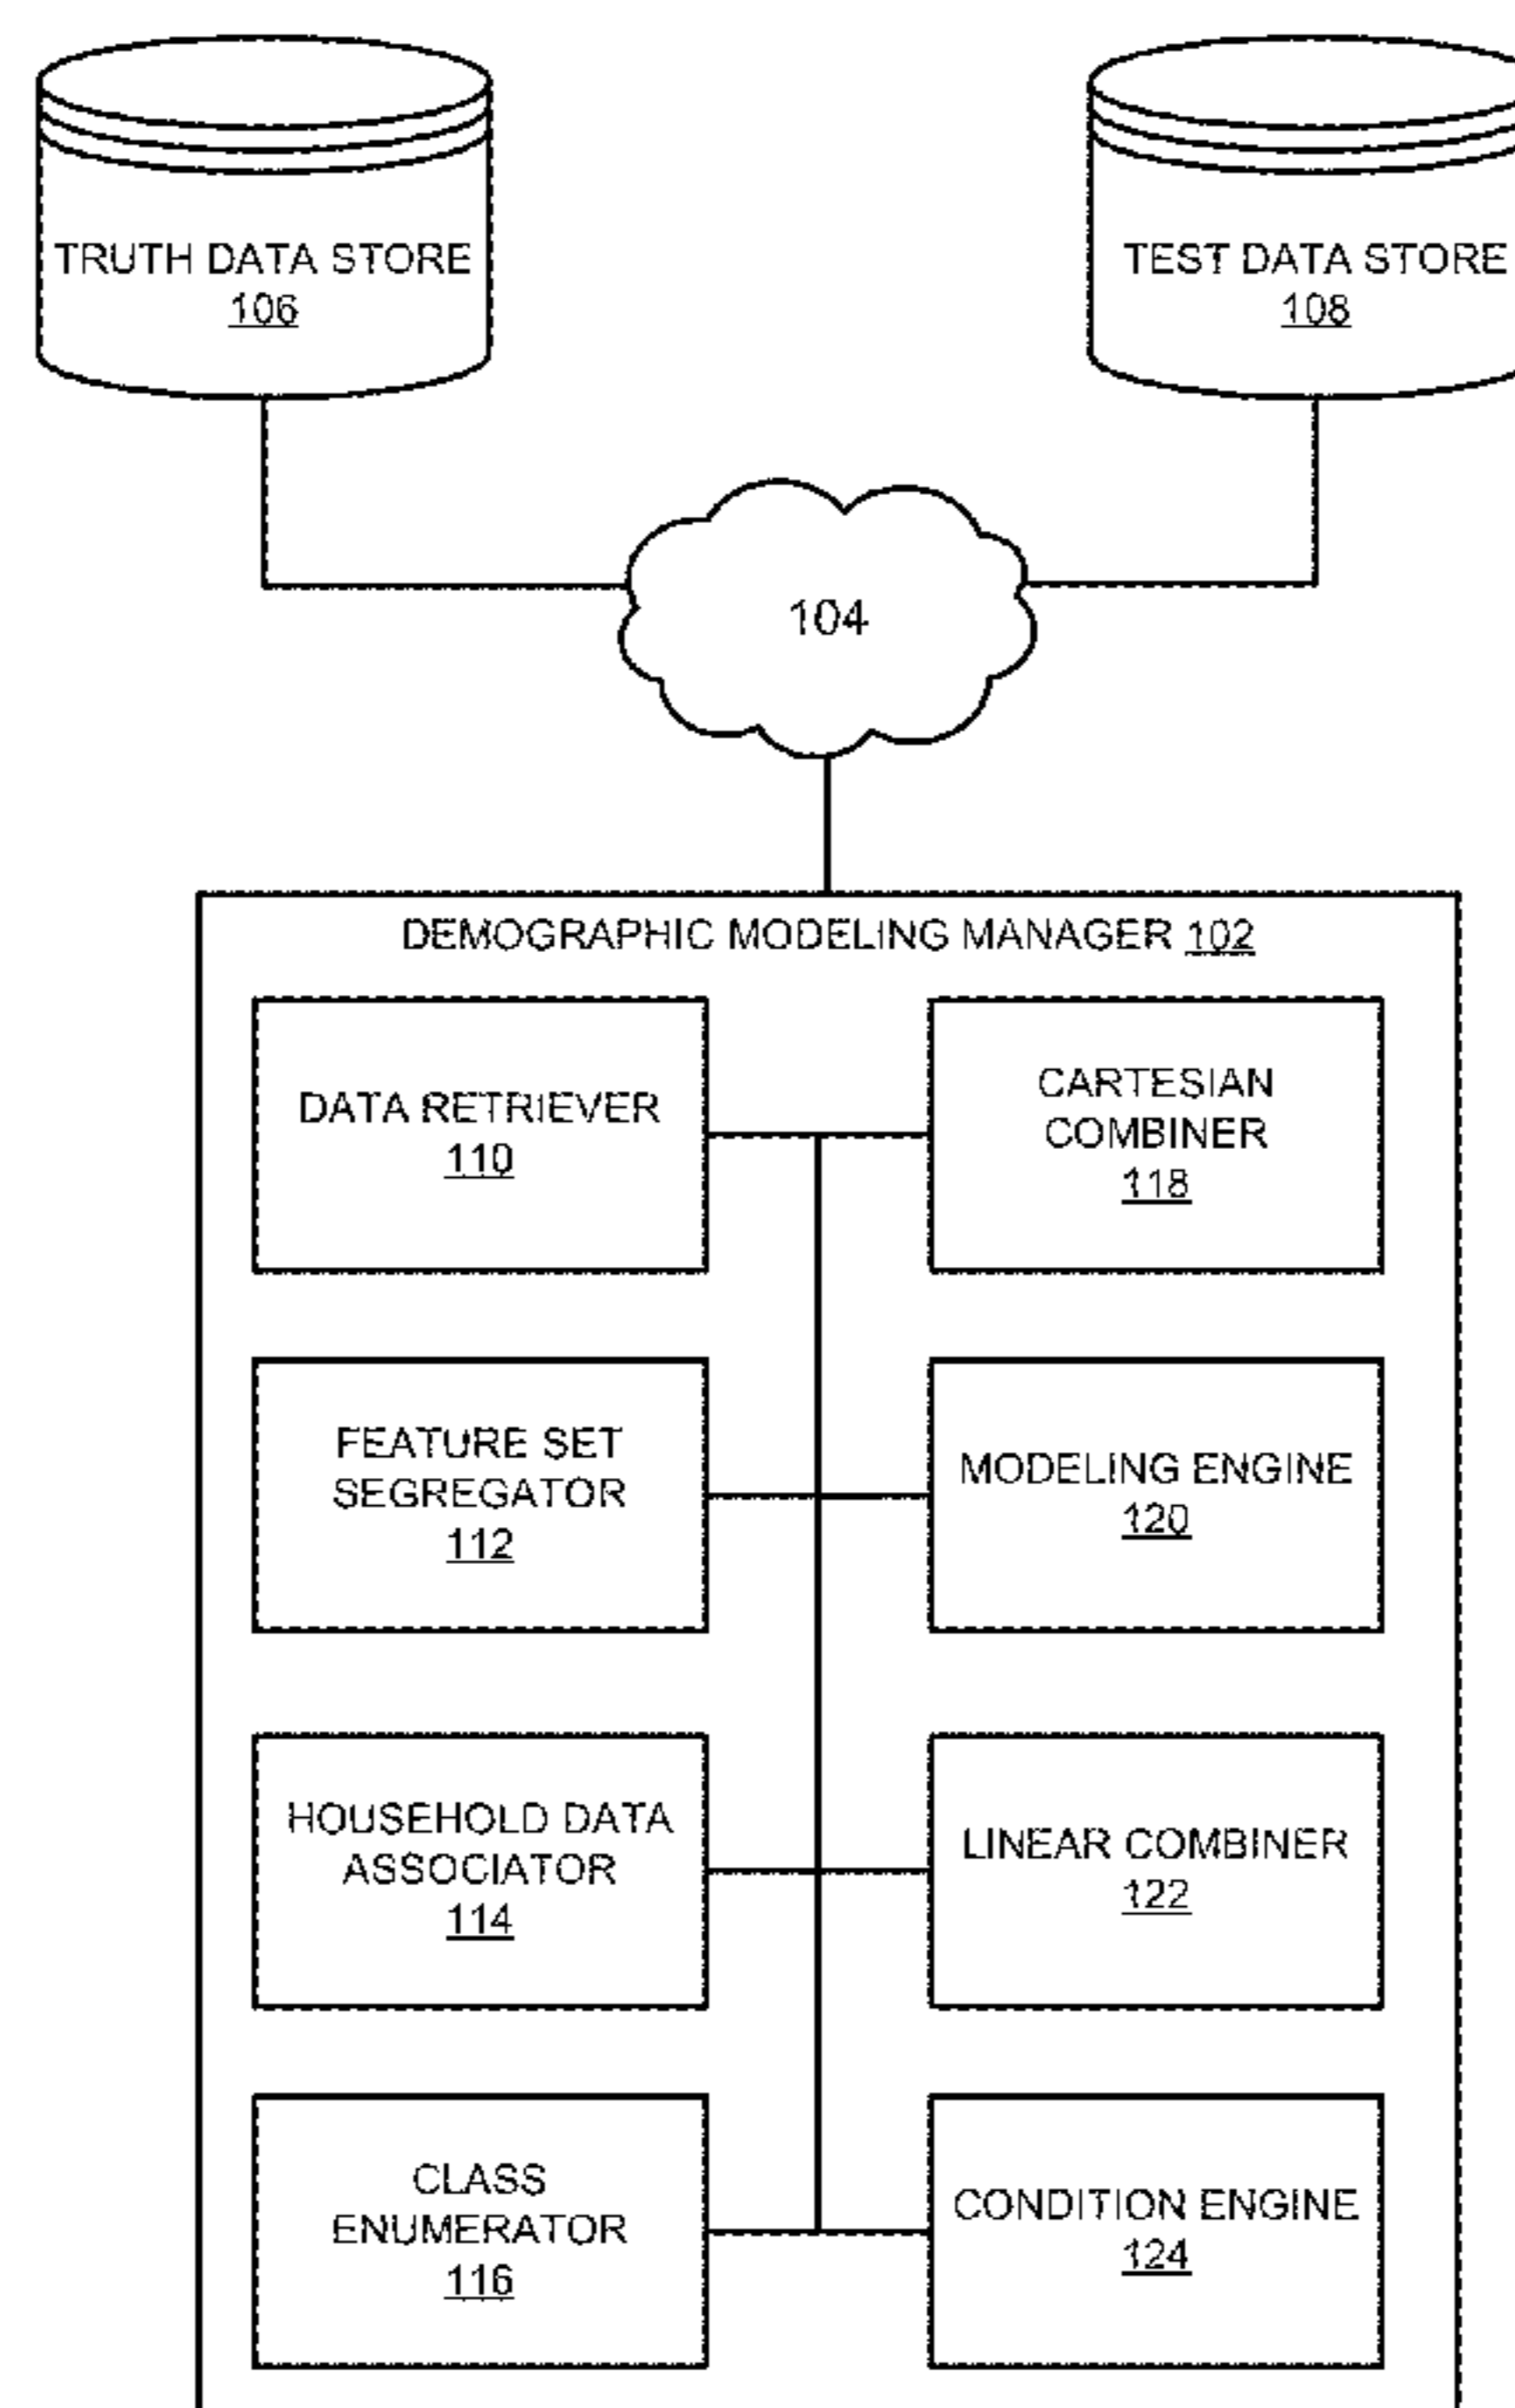 TRUTH DATA STORE
106
TEST DATA STORE
108
104
DEMOGRAPHIC MODELING MANAGER 102
DATA RETRIEVER
110
CARTESIAN
COMBINER
118
FEATURE SET
SEGREGATOR
112
MODELING ENGINE
120
HOUSEHOLD DATA
ASSOCIATOR
114
LINEAR COMBINER
122
CLASS
ENUMERATOR
116
CONDITION ENGINE
124